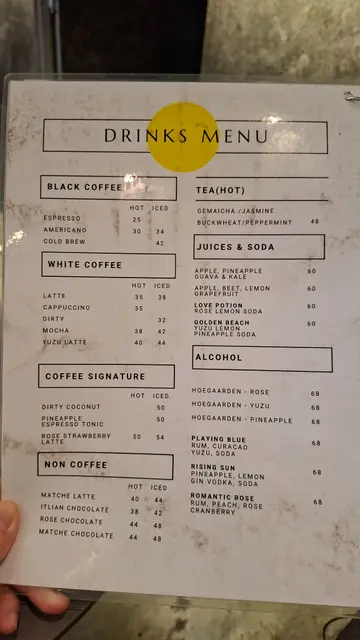 DRINKS MENU
BLACK COFFEE
HOT ICED
ESPRESSO 25
AMERICANO 30 34
COLD BREW 42
WHITE COFFEE
HOT ICED
LATTE 35 38
CAPPUCCINO 35
DIRTY 32
MOCHA 38 42
YUZU LATTE 40 44
COFFEE SIGNATURE
HOT ICED
DIRTY COCONUT 50
PINEAPPLE 50
ESPRESSO TONIC
ROSE STRAWBERRY 50 54
LATTE
NON COFFEE
HOT ICED
MATCHE LATTE 40 44
ITLIAN CHOCOLATE 38 42
ROSE CHOCOLATE 44 48
MATCHE CHOCOLATE 44 48
TEA(HOT)
GEMAICHA /JASMINE
BUCKWHEAT/PEPPERMINT 48
JUICES & SODA
APPLE, PINEAPPLE 60
GUAVA & KALE
APPLE, BEET, LEMON 60
GRAPEFRUIT
LOVE POTION 60
ROSE LEMON SODA
GOLDEN BEACH 60
YUZU LEMON
PINEAPPLE SODA
ALCOHOL
HOEGAARDEN - ROSE 68
HOEGAARDEN - YUZU 68
HOEGAARDEN - PINEAPPLE 68
PLAYING BLUE 68
RUM, CURACAO
YUZU, SODA
RISING SUN 68
PINEAPPLE, LEMON
GIN VODKA, SODA
ROMANTIC ROSE 68
RUM, PEACH, ROSE
CRANBERRY